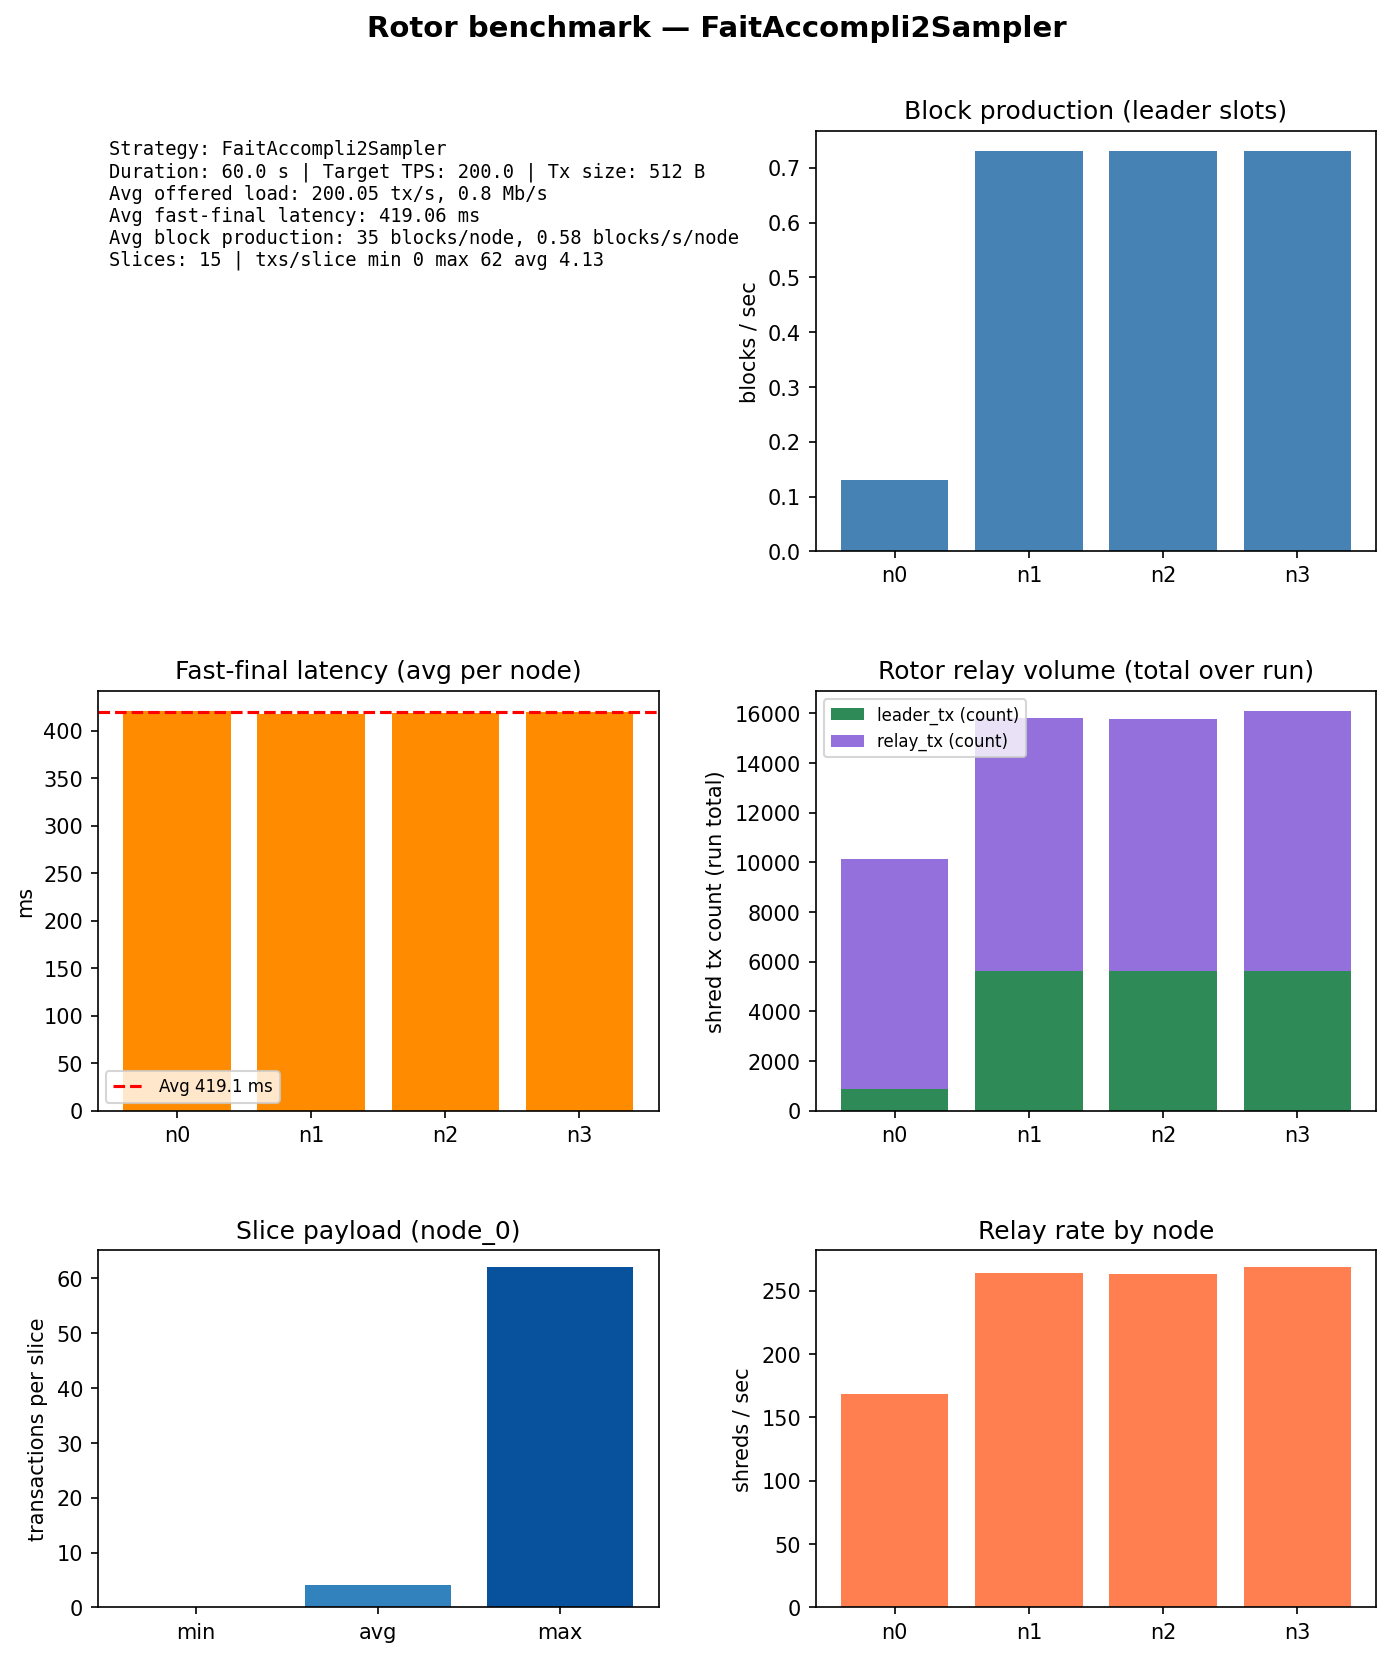 Rotor benchmark — FaitAccompli2Sampler
Strategy: FaitAccompli2Sampler
Duration: 60.0 s | Target TPS: 200.0 | Tx size: 512 B
Avg offered load: 200.05 tx/s, 0.8 Mb/s
Avg fast-final latency: 419.06 ms
Avg block production: 35 blocks/node, 0.58 blocks/s/node
Slices: 15 | txs/slice min 0 max 62 avg 4.13
Block production (leader slots)
blocks / sec
0.7
0.6
0.5
0.4
0.3
0.2
0.1
0.0
n0 n1 n2 n3
Fast-final latency (avg per node)
ms
400
350
300
250
200
150
100
50
0
Avg 419.1 ms
n0 n1 n2 n3
Rotor relay volume (total over run)
shred tx count (run total)
16000
14000
12000
10000
8000
6000
4000
2000
0
leader_tx (count)
relay_tx (count)
n0 n1 n2 n3
Slice payload (node_0)
transactions per slice
60
50
40
30
20
10
0
min avg max
Relay rate by node
shreds / sec
250
200
150
100
50
0
n0 n1 n2 n3